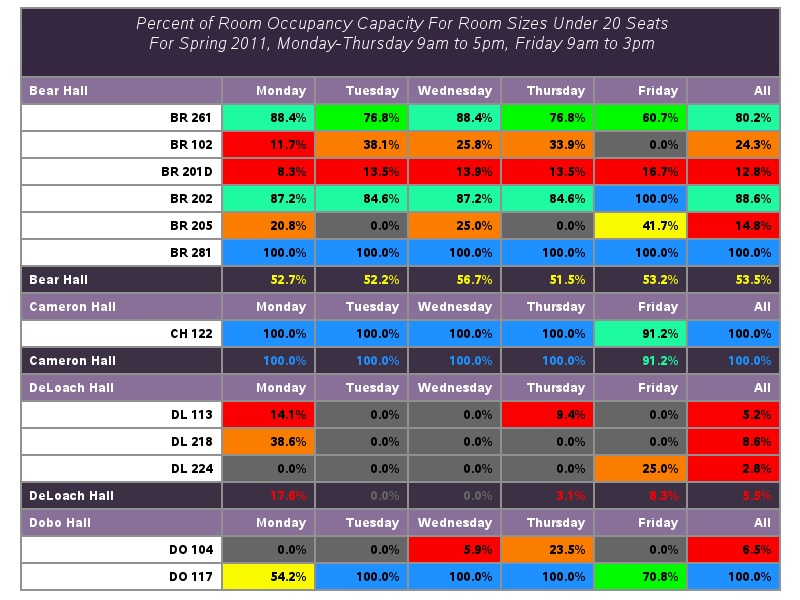 Percent of Room Occupancy Capacity For Room Sizes Under 20 Seats
For Spring 2011, Monday-Thursday 9am to 5pm, Friday 9am to 3pm
Bear Hall Monday Tuesday Wednesday Thursday Friday All
BR 261 88.4% 76.8% 88.4% 76.8% 60.7% 80.2%
BR 102 11.7% 38.1% 25.8% 33.9% 0.0% 24.3%
BR 201D 8.3% 13.5% 13.9% 13.5% 16.7% 12.8%
BR 202 87.2% 84.6% 87.2% 84.6% 100.0% 88.6%
BR 205 20.8% 0.0% 25.0% 0.0% 41.7% 14.8%
BR 281 100.0% 100.0% 100.0% 100.0% 100.0% 100.0%
Bear Hall 52.7% 52.2% 56.7% 51.5% 53.2% 53.5%
Cameron Hall Monday Tuesday Wednesday Thursday Friday All
CH 122 100.0% 100.0% 100.0% 100.0% 91.2% 100.0%
Cameron Hall 100.0% 100.0% 100.0% 100.0% 91.2% 100.0%
DeLoach Hall Monday Tuesday Wednesday Thursday Friday All
DL 113 14.1% 0.0% 0.0% 9.4% 0.0% 5.2%
DL 218 38.6% 0.0% 0.0% 0.0% 0.0% 8.6%
DL 224 0.0% 0.0% 0.0% 0.0% 25.0% 2.8%
DeLoach Hall 17.6% 0.0% 0.0% 3.1% 8.3% 5.5%
Dobo Hall Monday Tuesday Wednesday Thursday Friday All
DO 104 0.0% 0.0% 5.9% 23.5% 0.0% 6.5%
DO 117 54.2% 100.0% 100.0% 100.0% 70.8% 100.0%